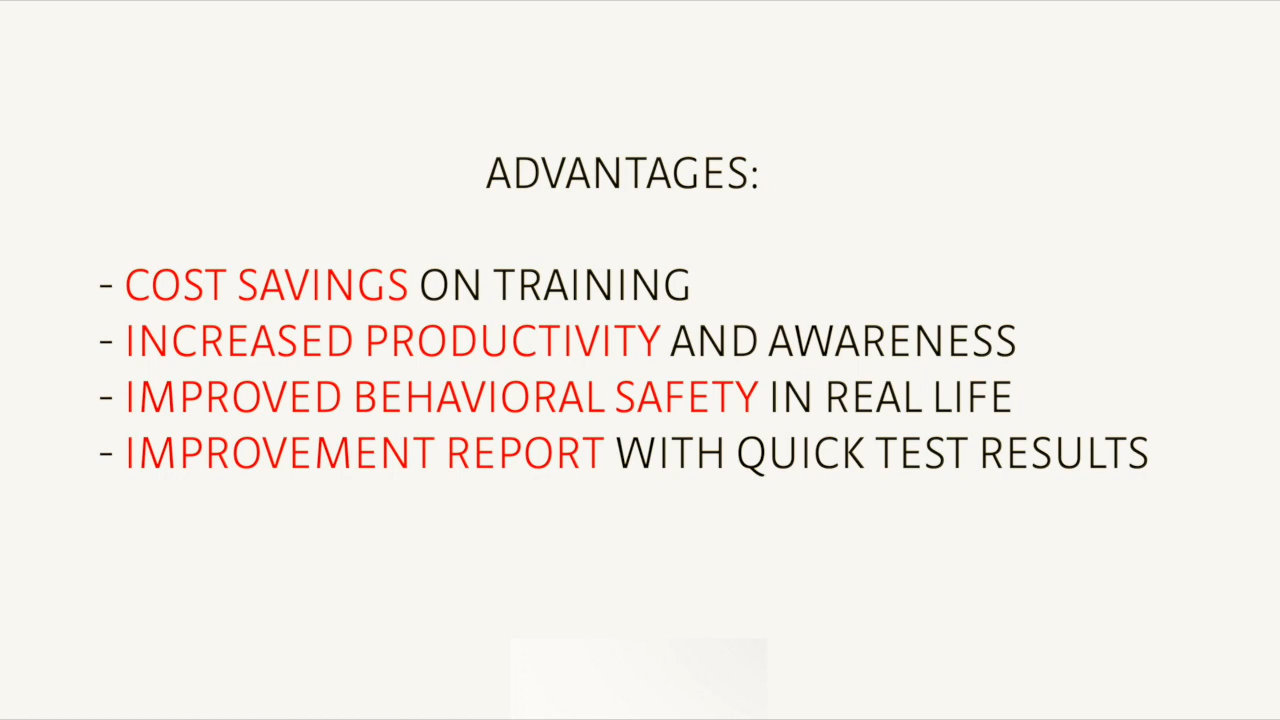 ADVANTAGES:
- COST SAVINGS ON TRAINING
- INCREASED PRODUCTIVITY AND AWARENESS
- IMPROVED BEHAVIORAL SAFETY IN REAL LIFE
- IMPROVEMENT REPORT WITH QUICK TEST RESULTS